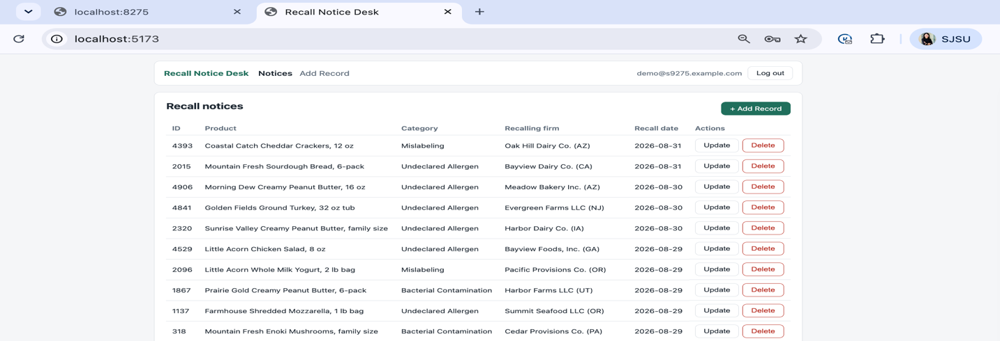 localhost:8275 Recall Notice Desk
localhost:5173 SJSU
Recall Notice Desk Notices Add Record demo@s9275.example.com Log out
Recall notices + Add Record
ID Product Category Recalling firm Recall date Actions
4393 Coastal Catch Cheddar Crackers, 12 oz Mislabeling Oak Hill Dairy Co. (AZ) 2026-08-31 Update Delete
2015 Mountain Fresh Sourdough Bread, 6-pack Undeclared Allergen Bayview Dairy Co. (CA) 2026-08-31 Update Delete
4906 Morning Dew Creamy Peanut Butter, 16 oz Undeclared Allergen Meadow Bakery Inc. (AZ) 2026-08-30 Update Delete
4841 Golden Fields Ground Turkey, 32 oz tub Undeclared Allergen Evergreen Farms LLC (NJ) 2026-08-30 Update Delete
2320 Sunrise Valley Creamy Peanut Butter, family size Undeclared Allergen Harbor Dairy Co. (IA) 2026-08-30 Update Delete
4529 Little Acorn Chicken Salad, 8 oz Undeclared Allergen Bayview Foods, Inc. (GA) 2026-08-29 Update Delete
2096 Little Acorn Whole Milk Yogurt, 2 lb bag Mislabeling Pacific Provisions Co. (OR) 2026-08-29 Update Delete
1867 Prairie Gold Creamy Peanut Butter, 6-pack Bacterial Contamination Harbor Farms LLC (UT) 2026-08-29 Update Delete
1137 Farmhouse Shredded Mozzarella, 1 lb bag Undeclared Allergen Summit Seafood LLC (OR) 2026-08-29 Update Delete
318 Mountain Fresh Enoki Mushrooms, family size Bacterial Contamination Cedar Provisions Co. (PA) 2026-08-29 Update Delete